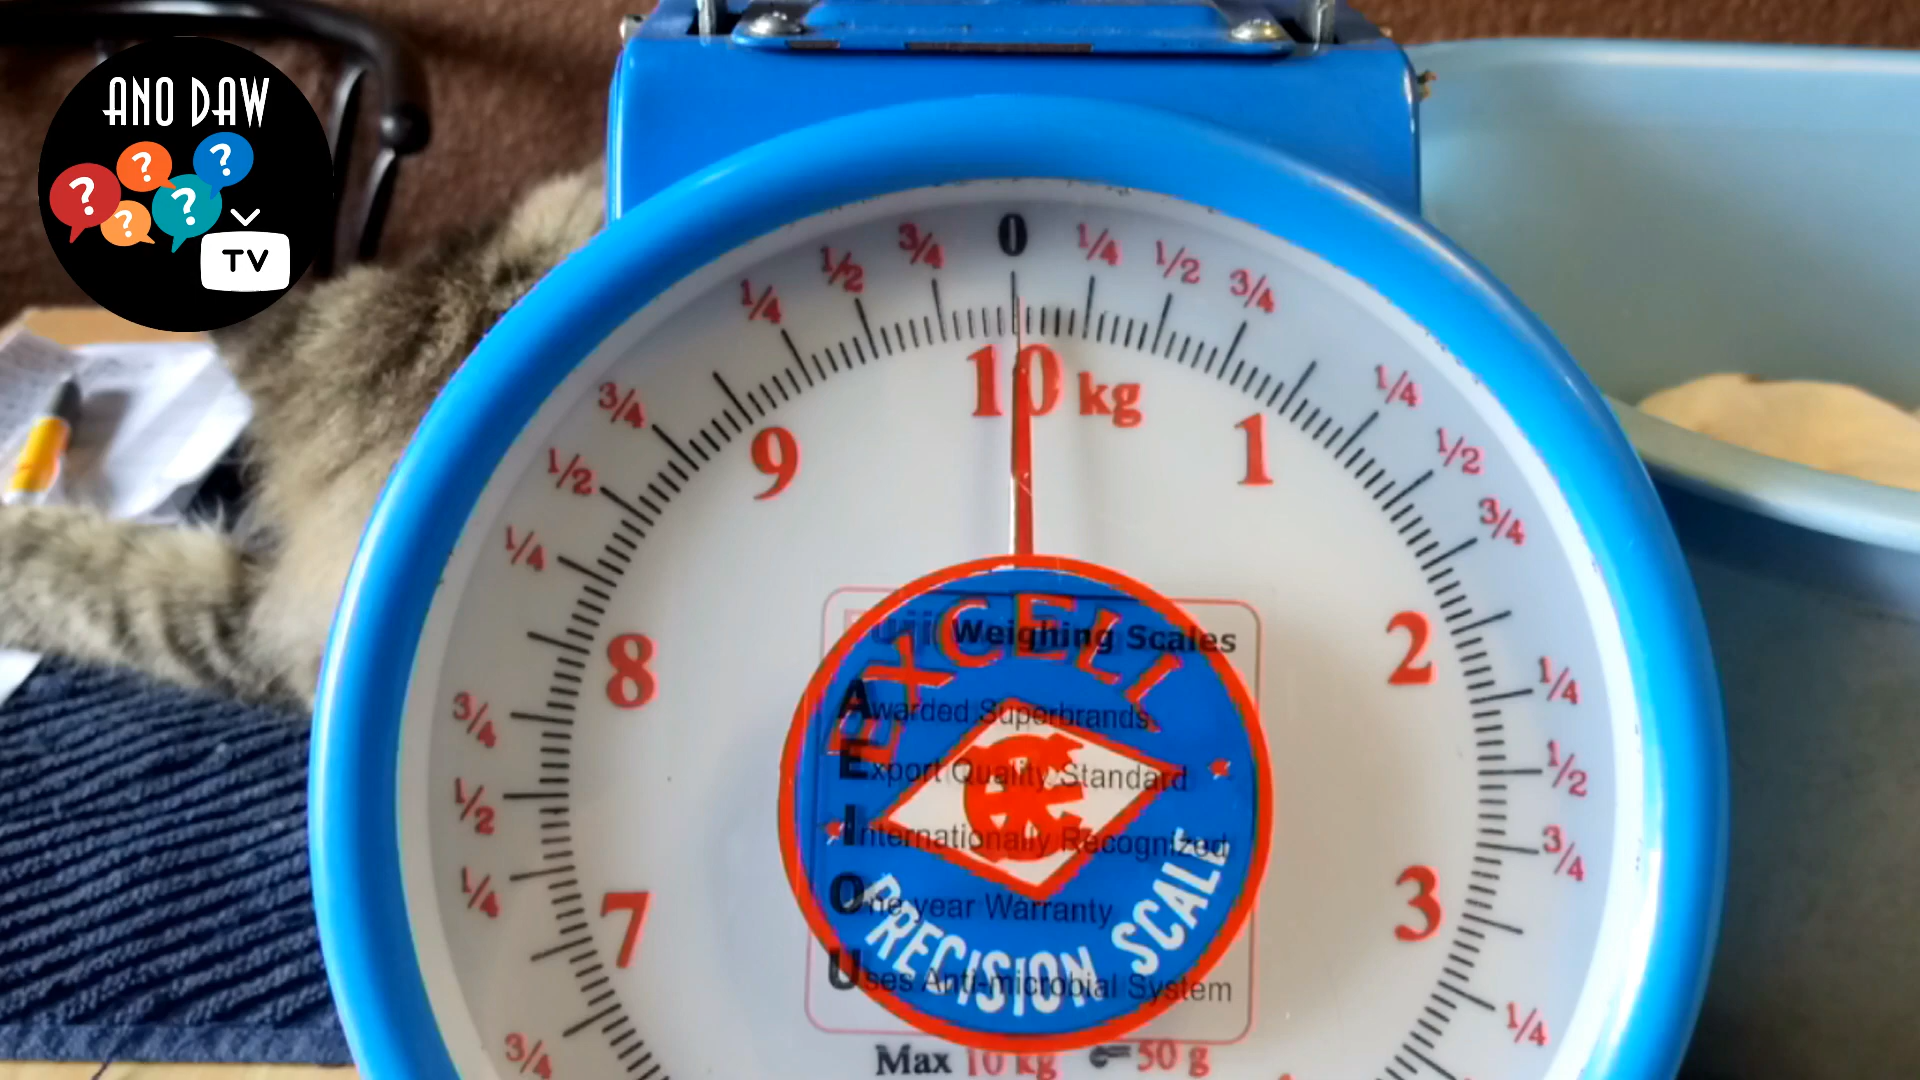 ANO DAW
? ? ?
? ?
TV
0
1/4 1/2 3/4
1/4 1/2 3/4
1/4 1/2 3/4
1/4
3/4
1/4 1/2 3/4
1/4 1/2 3/4
1/4 1/2 3/4
10 kg
1
2
3
7
8
9
Weighing Scales
EXCELL
Awarded Superbrands
Export Quality Standard
Internationally Recognized
One year Warranty
Uses Anti-microbial System
PRECISION SCALE
Max 10 kg e=50 g